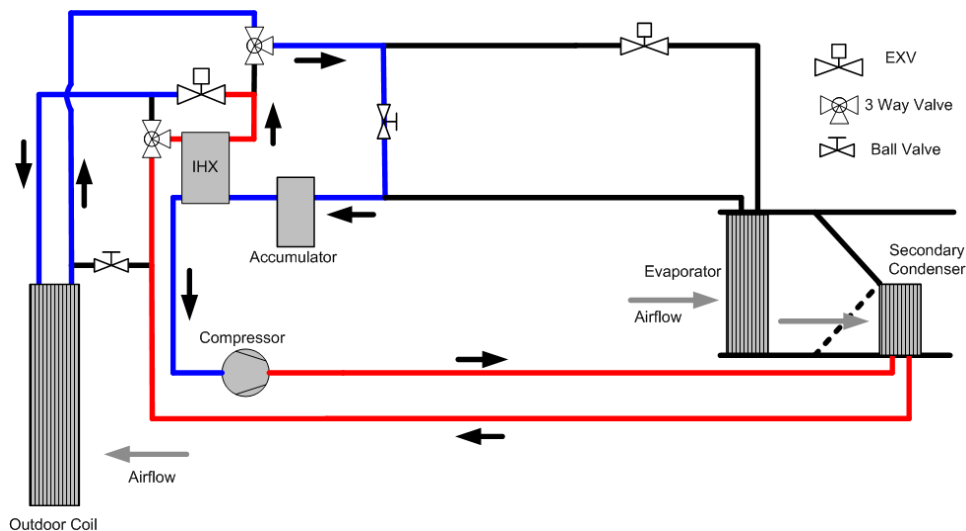 EXV
3 Way Valve
Ball Valve
IHX
Accumulator
Evaporator
Airflow
Secondary
Condenser
Compressor
Airflow
Outdoor Coil